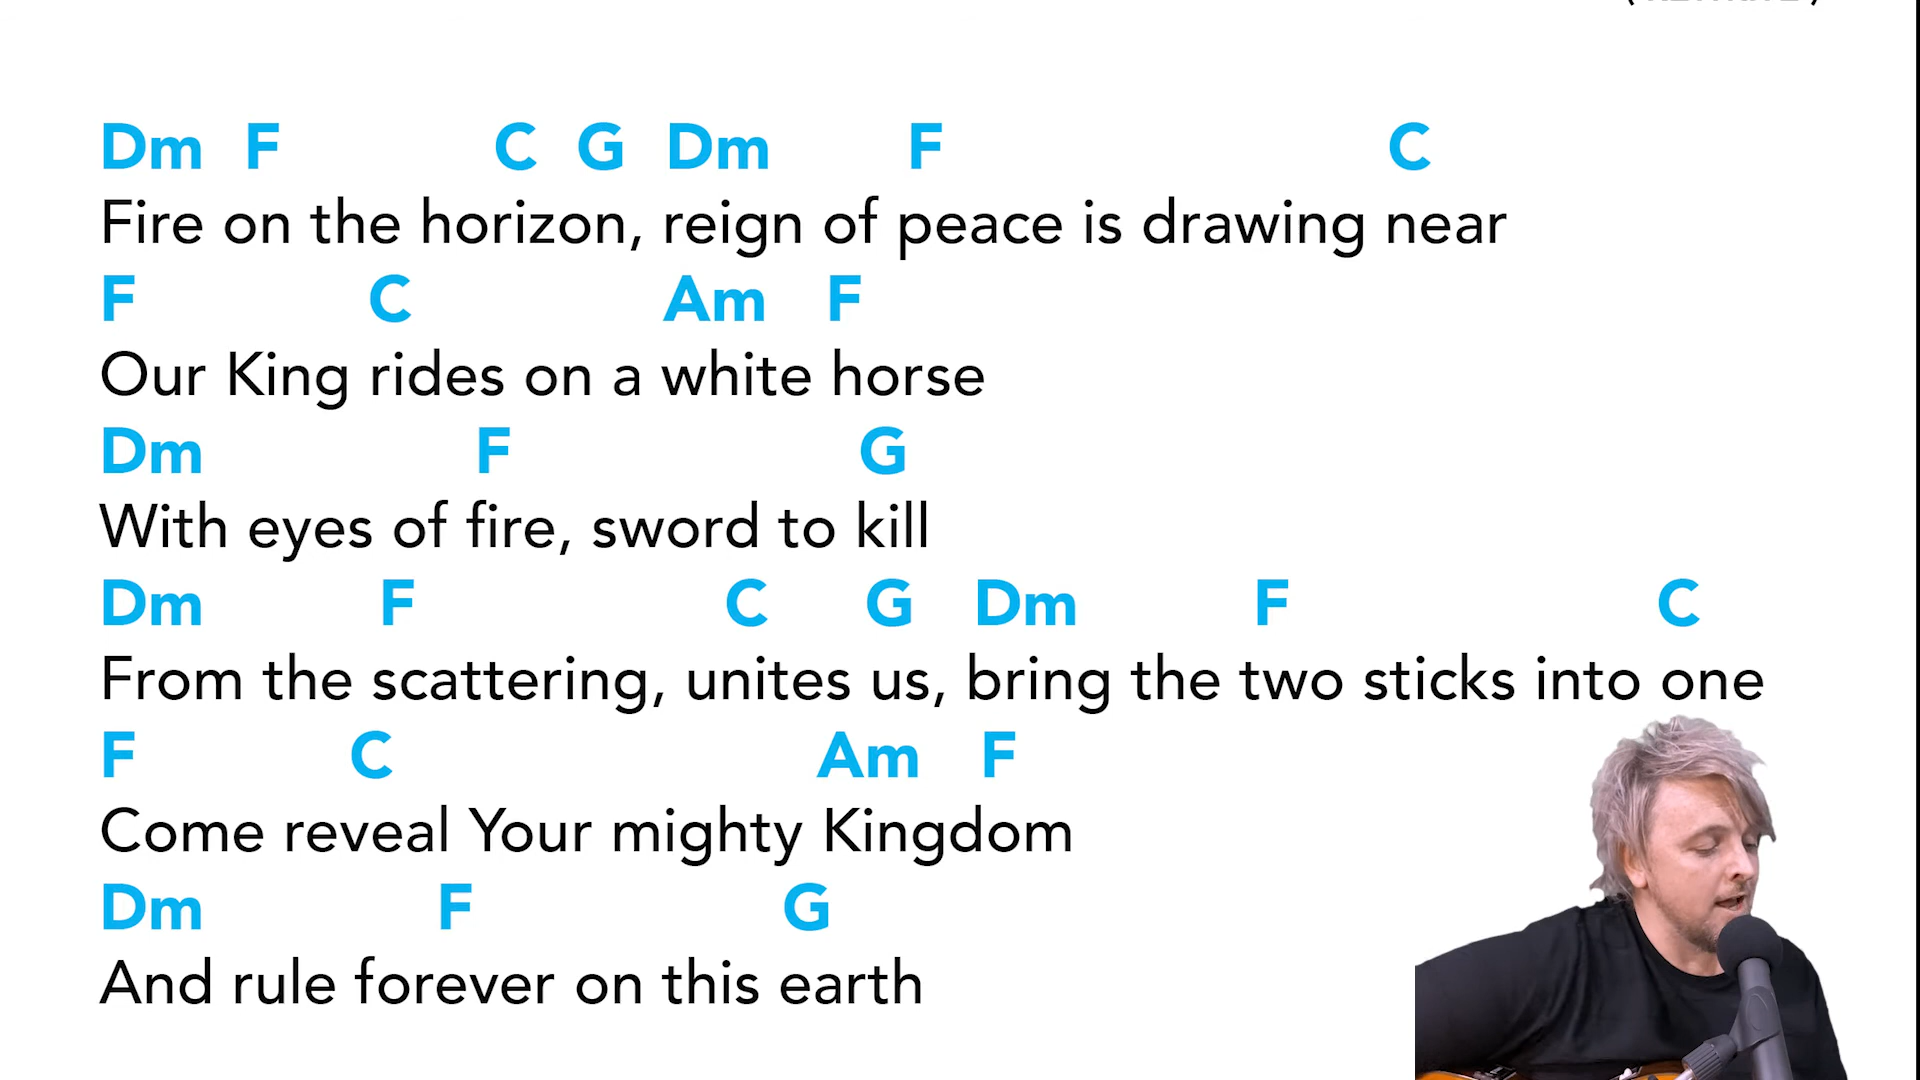 Dm F C G Dm F C
Fire on the horizon, reign of peace is drawing near
F C Am F
Our King rides on a white horse
Dm F G
With eyes of fire, sword to kill
Dm F C G Dm F C
From the scattering, unites us, bring the two sticks into one
F C Am F
Come reveal Your mighty Kingdom
Dm F G
And rule forever on this earth